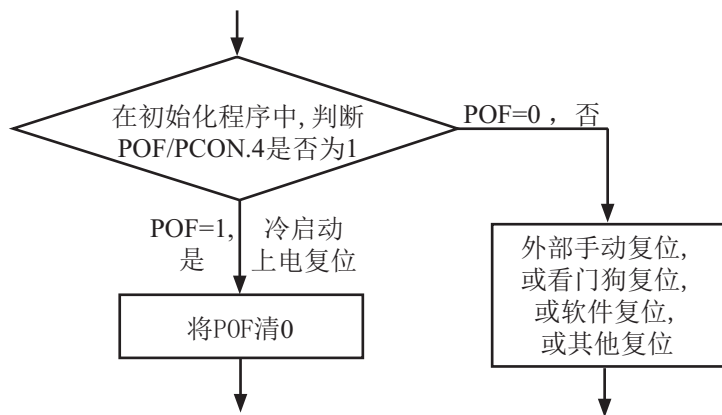 在初始化程序中,判断
POF/PCON.4是否为1
POF=0 ，否
POF=1,
是
冷启动
上电复位
将POF清0
外部手动复位,
或看门狗复位,
或软件复位,
或其他复位